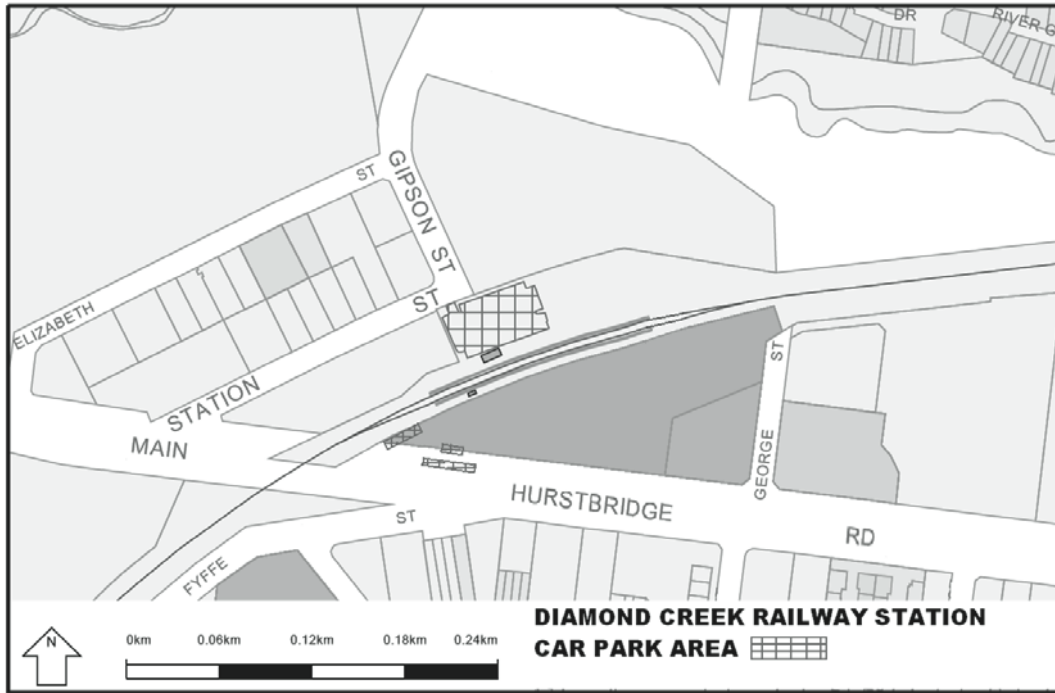 DR
RIVER G
ST
GIPSON ST
ELIZABETH
ST
STATION
MAIN
ST
GEORGE
HURSTBRIDGE
RD
ST
FYFFE
N
0km 0.06km 0.12km 0.18km 0.24km
DIAMOND CREEK RAILWAY STATION
CAR PARK AREA